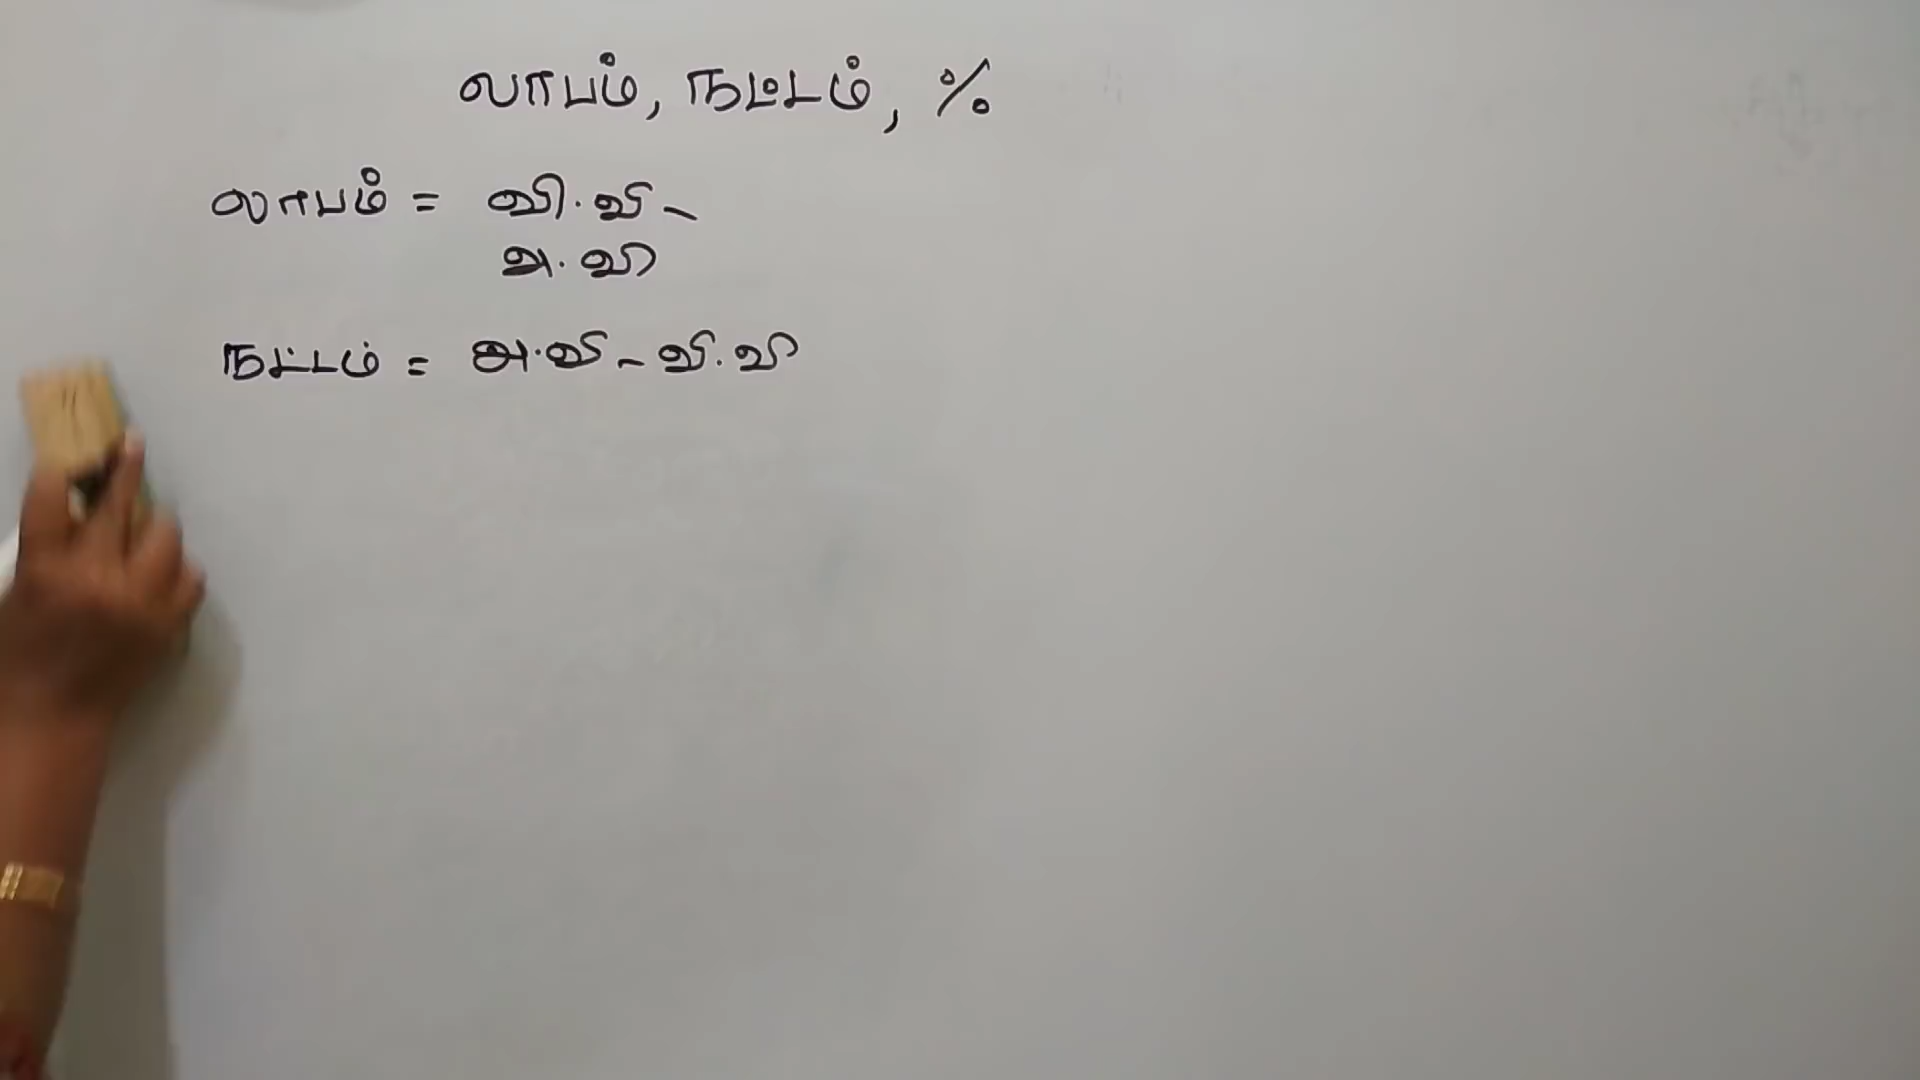 லாபம், நட்டம், %
லாபம் = வி.வி -
அ.வி
நட்டம் = அ.வி - வி.வி